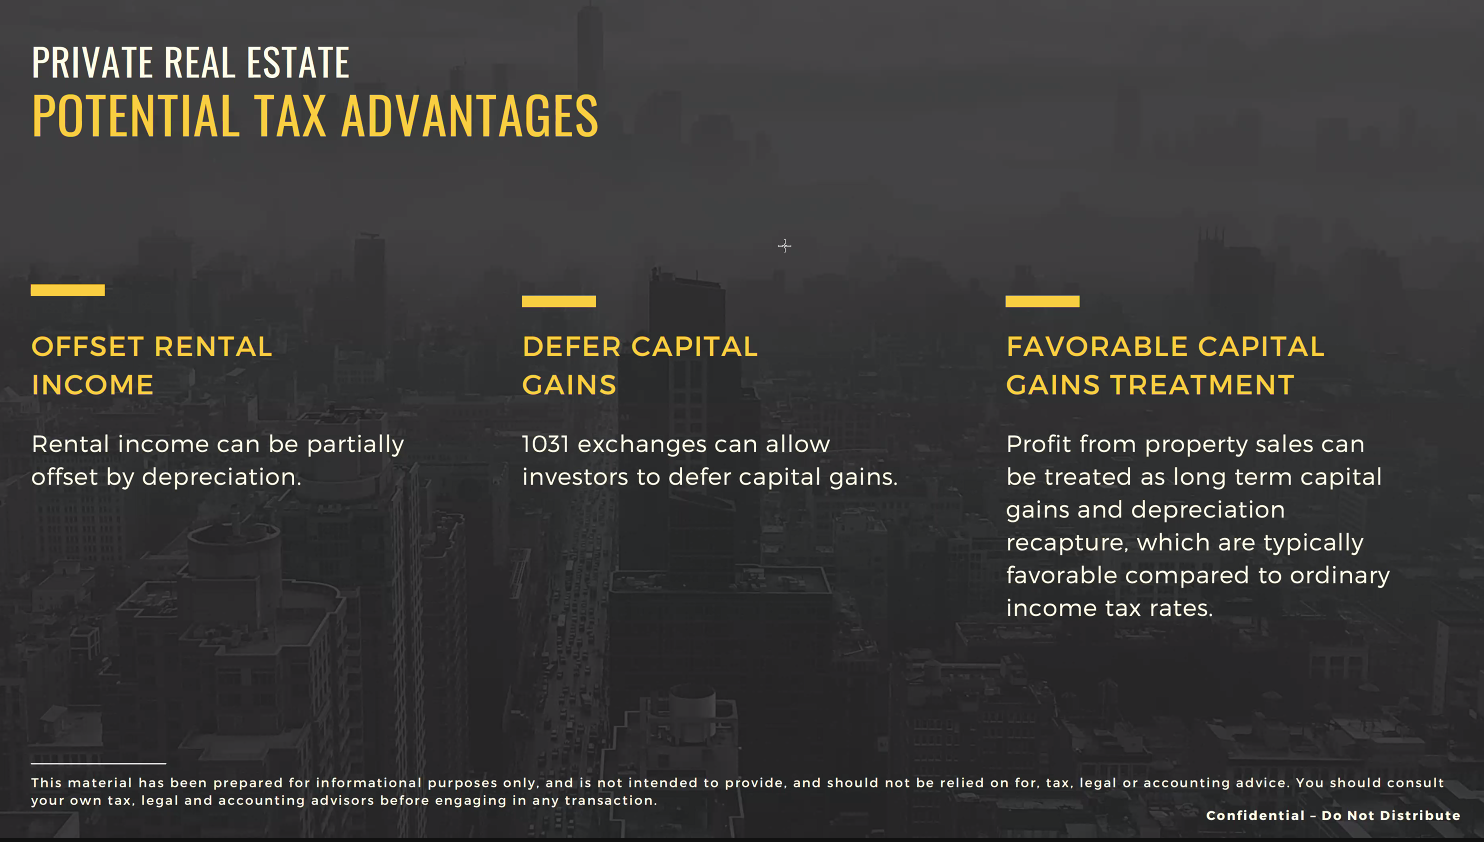 PRIVATE REAL ESTATE
POTENTIAL TAX ADVANTAGES
OFFSET RENTAL
INCOME
Rental income can be partially
offset by depreciation.
DEFER CAPITAL
GAINS
1031 exchanges can allow
investors to defer capital gains.
FAVORABLE CAPITAL
GAINS TREATMENT
Profit from property sales can
be treated as long term capital
gains and depreciation
recapture, which are typically
favorable compared to ordinary
income tax rates.
This material has been prepared for informational purposes only, and is not intended to provide, and should not be relied on for, tax, legal or accounting advice. You should consult
your own tax, legal and accounting advisors before engaging in any transaction.
Confidential – Do Not Distribute